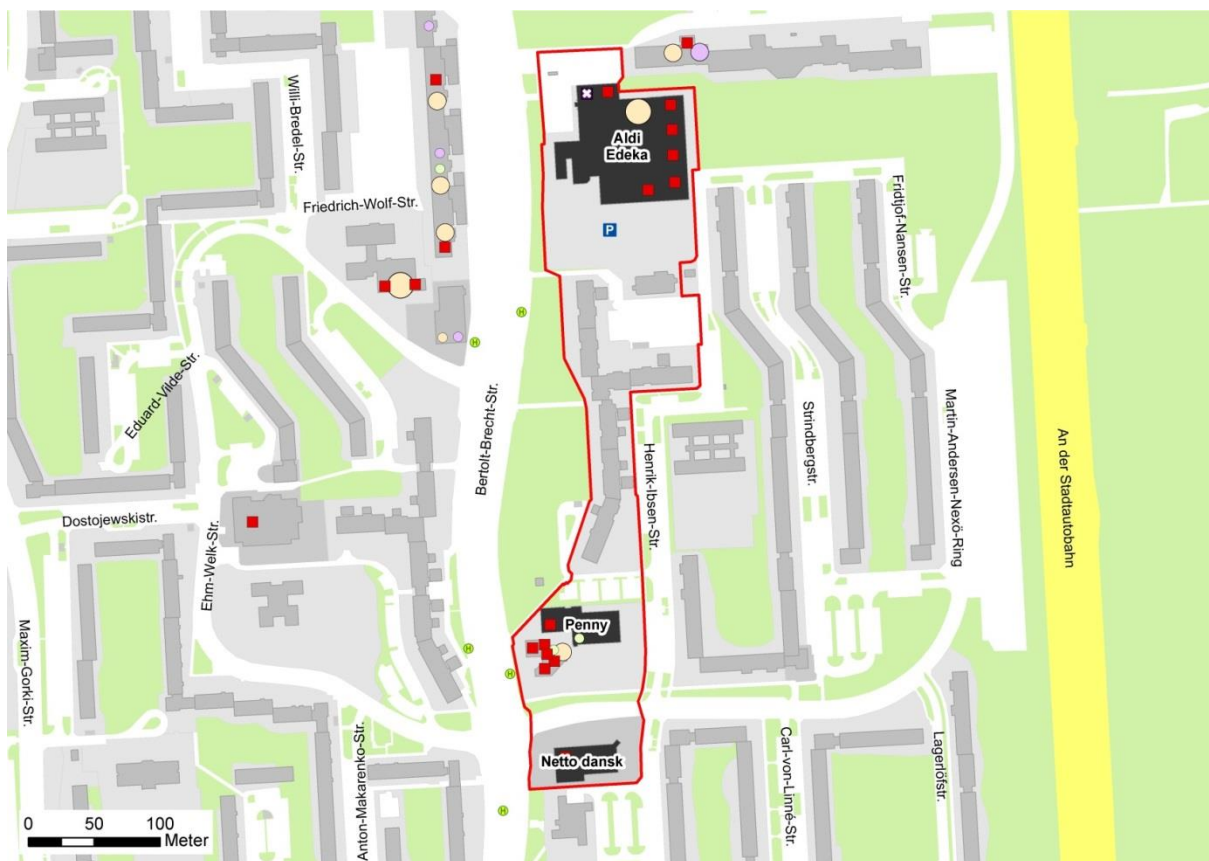 Willi-Bredel-Str.
Friedrich-Wolf-Str.
Aldi
Edeka
P
Fridtjof-Nansen-Str.
H
H
Eduard-Vilde-Str.
Bertolt-Brecht-Str.
Henrik-Ibsen-Str.
Strindbergstr.
Martin-Andersen-Nexö-Ring
An der Stadtautobahn
Dostojewskistr.
Ehm-Welk-Str.
Maxim-Gorki-Str.
Penny
H
H
Anton-Makarenko-Str.
Netto dansk
Carl-von-Linné-Str.
Lagerlöfstr.
H
0 50 100
Meter